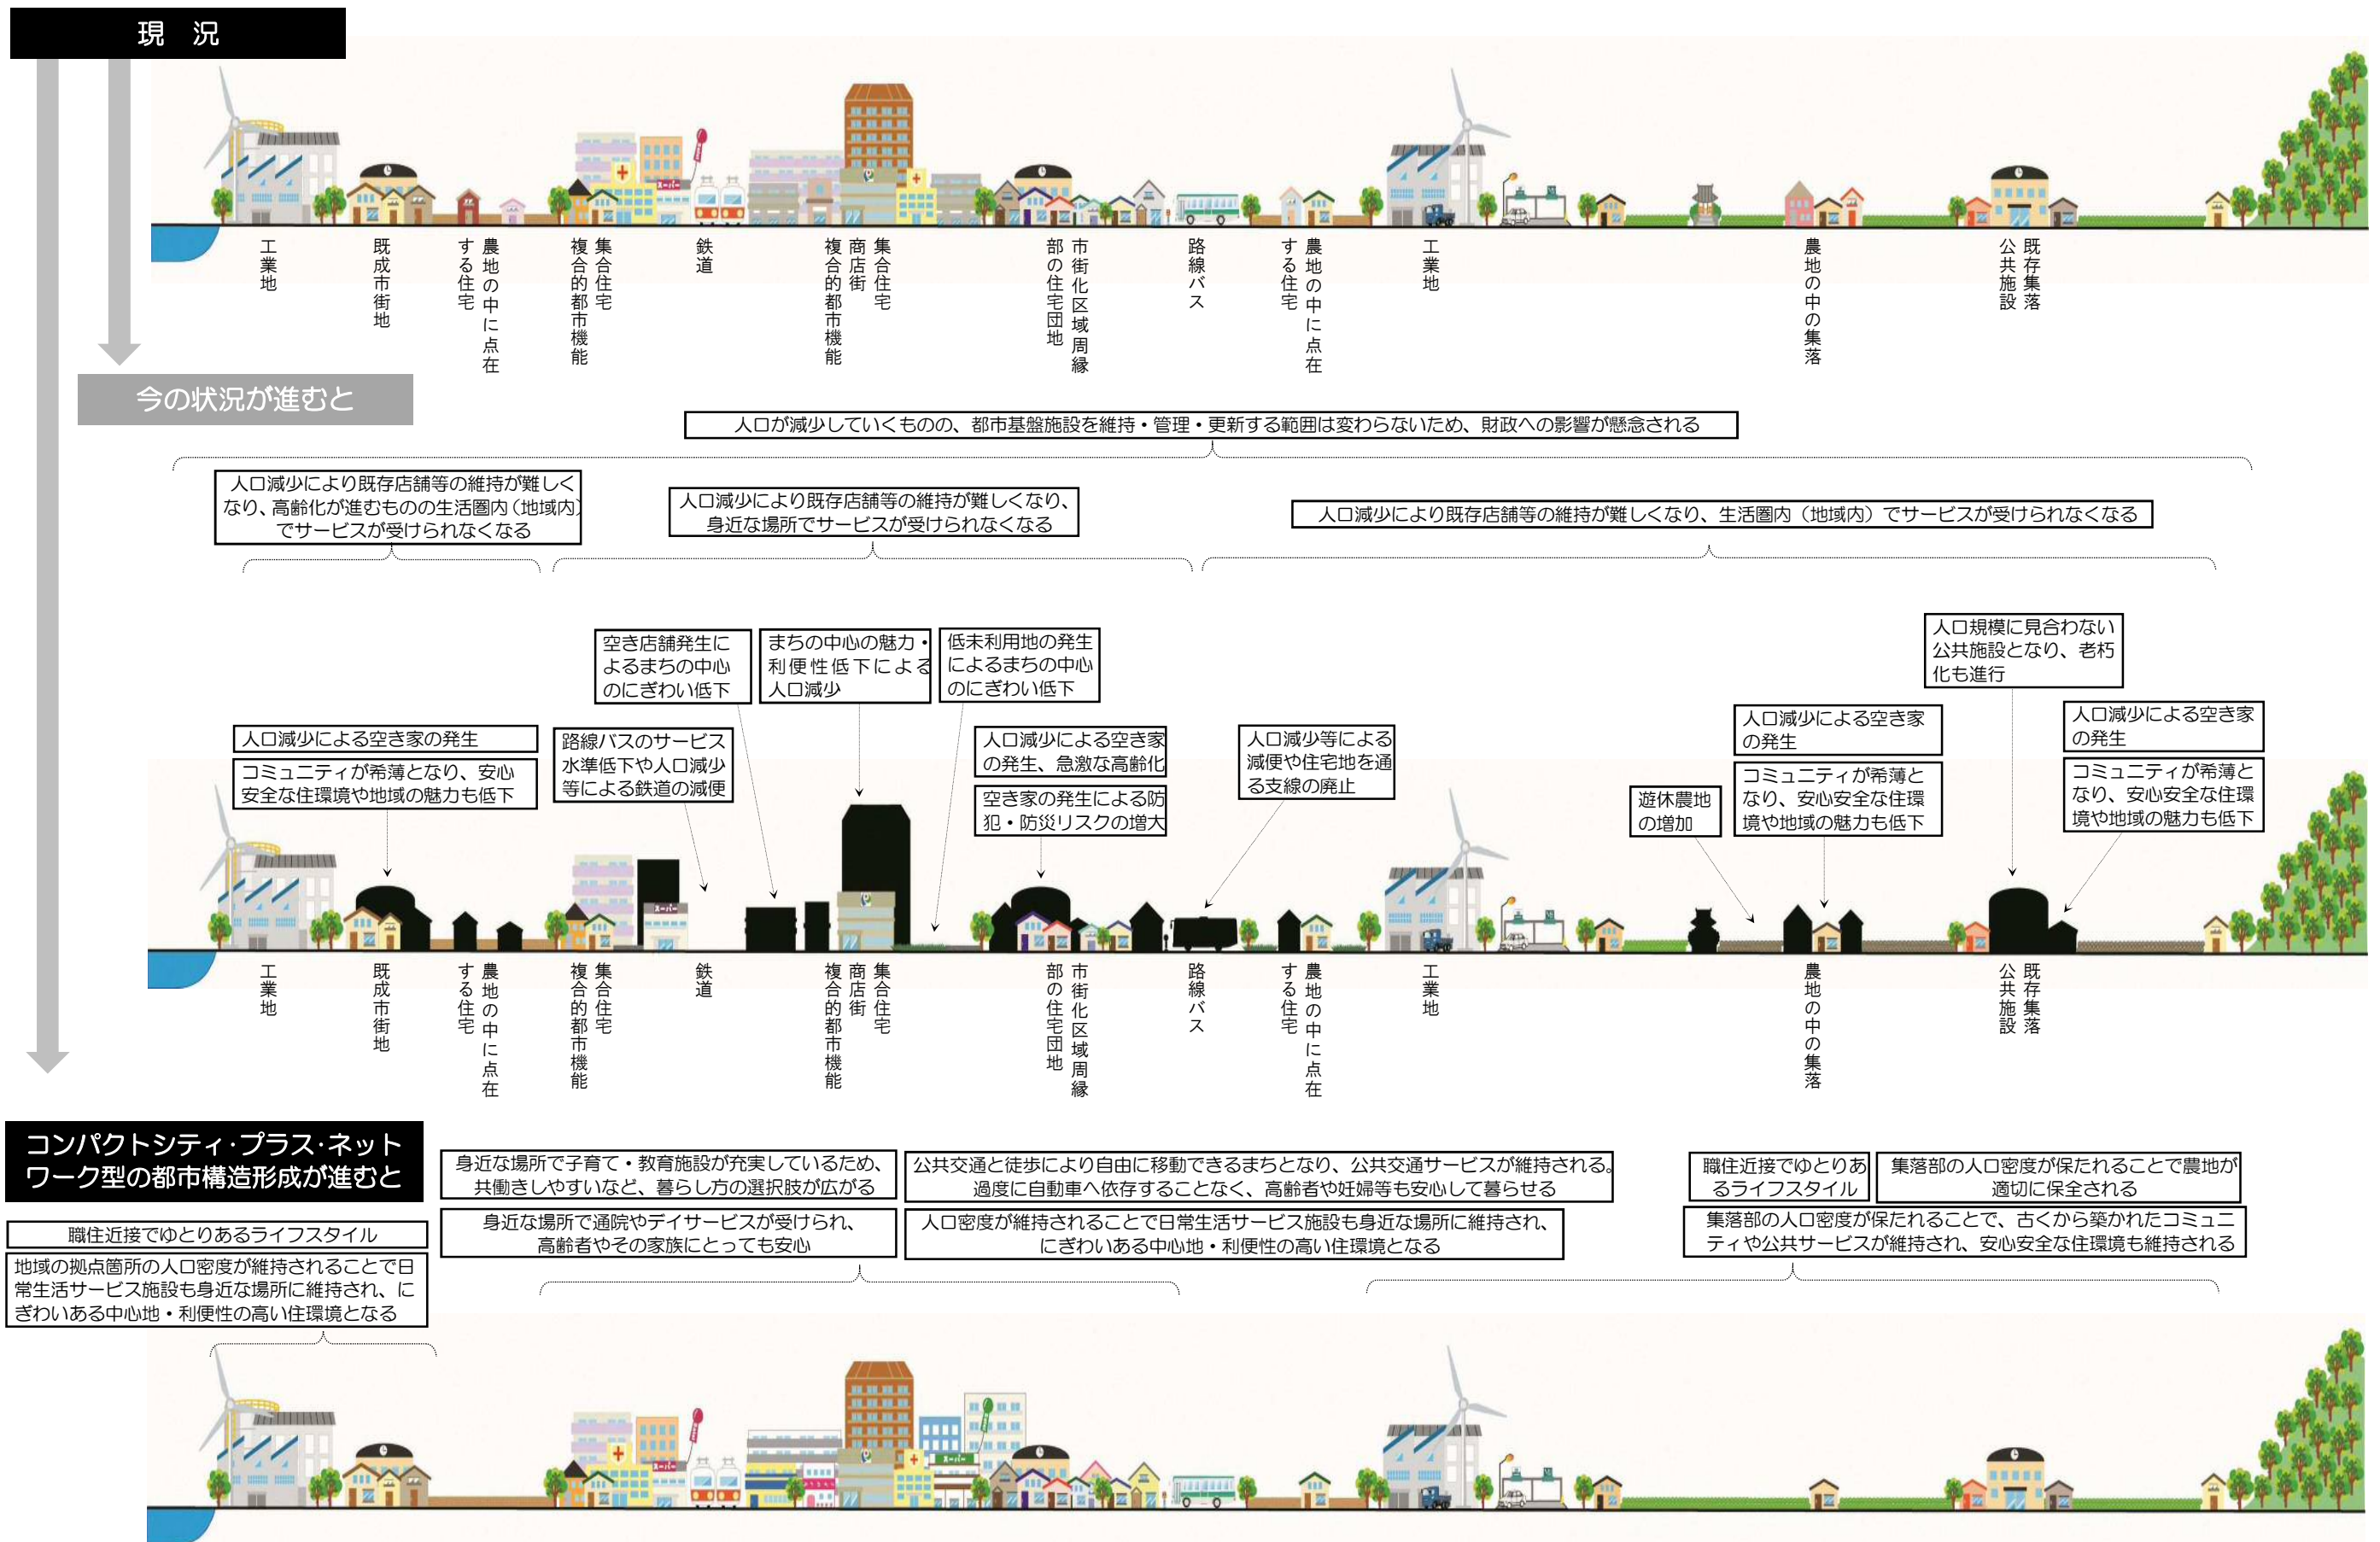 現　況
スーパー
工業地
既成市街地
農地の中に点在
する住宅
集合住宅
複合的都市機能
鉄道
集合住宅
商店街
複合的都市機能
市街化区域周縁
部の住宅団地
路線バス
農地の中に点在
する住宅
工業地
農地の中の集落
既存集落
公共施設
今の状況が進むと
人口が減少していくものの、都市基盤施設を維持・管理・更新する範囲は変わらないため、財政への影響が懸念される
人口減少により既存店舗等の維持が難しく
なり、高齢化が進むものの生活圏内（地域内）
でサービスが受けられなくなる
人口減少により既存店舗等の維持が難しくなり、
身近な場所でサービスが受けられなくなる
人口減少により既存店舗等の維持が難しくなり、生活圏内（地域内）でサービスが受けられなくなる
人口減少による空き家の発生
コミュニティが希薄となり、安心
安全な住環境や地域の魅力も低下
路線バスのサービス
水準低下や人口減少
等による鉄道の減便
空き店舗発生に
よるまちの中心
のにぎわい低下
まちの中心の魅力・
利便性低下による
人口減少
低未利用地の発生
によるまちの中心
のにぎわい低下
人口減少による空き家
の発生、急激な高齢化
空き家の発生による防
犯・防災リスクの増大
人口減少等による
減便や住宅地を通
る支線の廃止
遊休農地
の増加
人口減少による空き家
の発生
コミュニティが希薄と
なり、安心安全な住環
境や地域の魅力も低下
人口規模に見合わない
公共施設となり、老朽
化も進行
人口減少による空き家
の発生
コミュニティが希薄と
なり、安心安全な住環
境や地域の魅力も低下
スーパー
工業地
既成市街地
農地の中に点在
する住宅
集合住宅
複合的都市機能
鉄道
集合住宅
商店街
複合的都市機能
市街化区域周縁
部の住宅団地
路線バス
農地の中に点在
する住宅
工業地
農地の中の集落
既存集落
公共施設
コンパクトシティ・プラス・ネット
ワーク型の都市構造形成が進むと
職住近接でゆとりあるライフスタイル
地域の拠点箇所の人口密度が維持されることで日
常生活サービス施設も身近な場所に維持され、に
ぎわいある中心地・利便性の高い住環境となる
身近な場所で子育て・教育施設が充実しているため、
共働きしやすいなど、暮らし方の選択肢が広がる
身近な場所で通院やデイサービスが受けられ、
高齢者やその家族にとっても安心
公共交通と徒歩により自由に移動できるまちとなり、公共交通サービスが維持される。
過度に自動車へ依存することなく、高齢者や妊婦等も安心して暮らせる
人口密度が維持されることで日常生活サービス施設も身近な場所に維持され、
にぎわいある中心地・利便性の高い住環境となる
職住近接でゆとりあ
るライフスタイル
集落部の人口密度が保たれることで農地が
適切に保全される
集落部の人口密度が保たれることで、古くから築かれたコミュニ
ティや公共サービスが維持され、安心安全な住環境も維持される
スーパー
スーパー